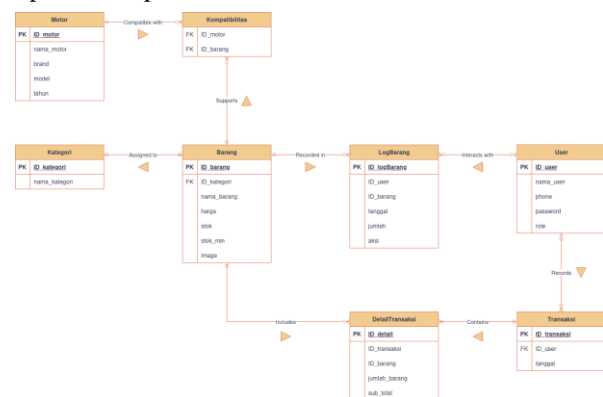 Motor
PK ID_motor
nama_motor
brand
model
tahun
Compatible with
Kompatibilitas
FK ID_motor
FK ID_barang
Supports
Kategori
PK ID_kategori
nama_kategori
Assigned to
Barang
PK ID_barang
FK ID_kategori
nama_barang
harga
stok
stok_min
image
Recorded in
LogBarang
PK ID_logBarang
ID_user
ID_barang
tanggal
jumlah
aksi
Interacts with
User
PK ID_user
nama_user
phone
password
role
Records
Includes
DetailTransaksi
PK ID_detail
ID_transaksi
ID_barang
jumlah_barang
sub_total
Contains
Transaksi
PK ID_transaksi
FK ID_user
tanggal